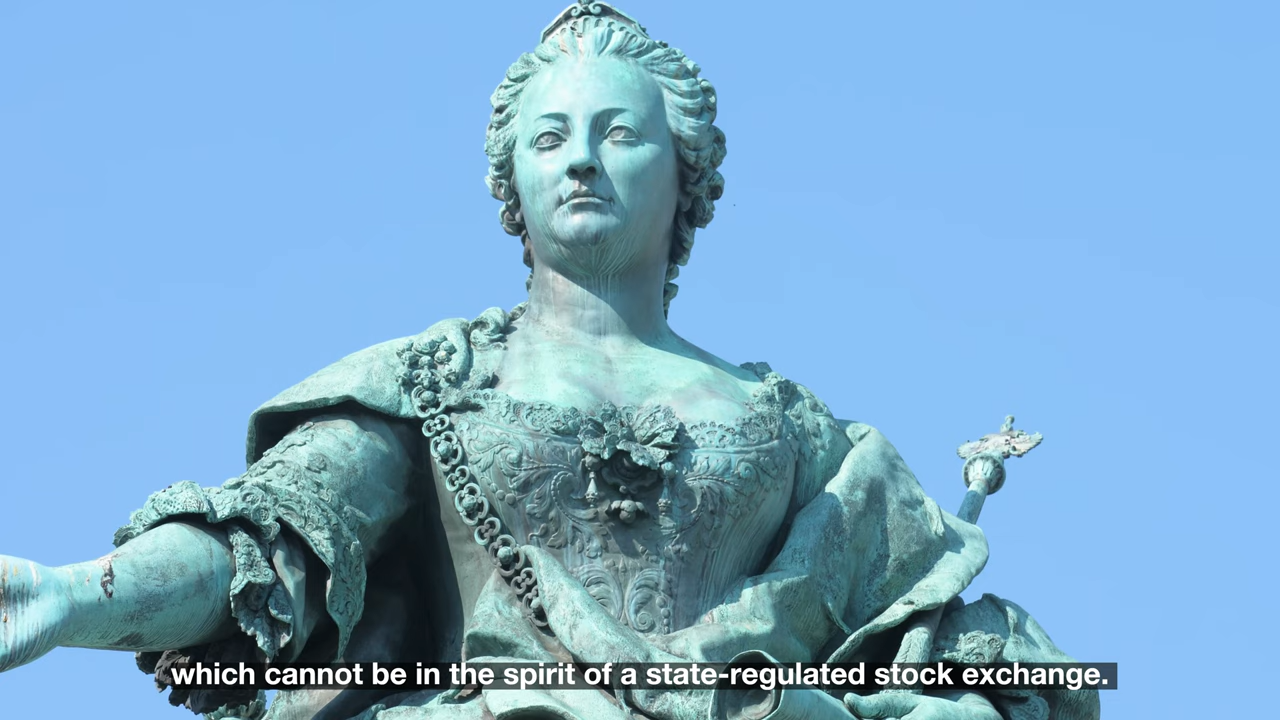 which cannot be in the spirit of a state-regulated stock exchange.